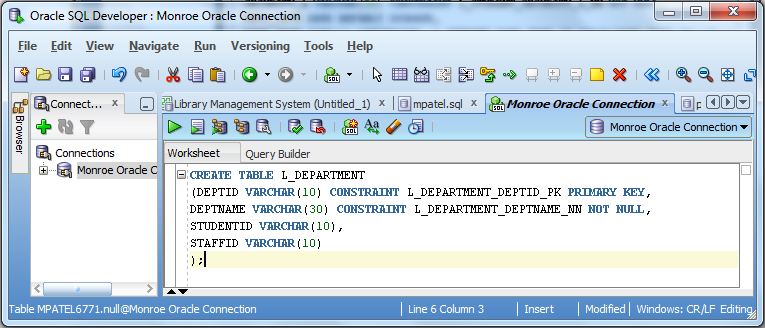 Oracle SQL Developer : Monroe Oracle Connection
File Edit View Navigate Run Versioning Tools Help
Connect... x
Library Management System (Untitled_1) x mpatel.sql x Monroe Oracle Connection x
Browser
Monroe Oracle Connection
Connections
Monroe Oracle C
Worksheet Query Builder
CREATE TABLE L_DEPARTMENT
(DEPTID VARCHAR(10) CONSTRAINT L_DEPARTMENT_DEPTID_PK PRIMARY KEY,
DEPTNAME VARCHAR(30) CONSTRAINT L_DEPARTMENT_DEPTNAME_NN NOT NULL,
STUDENTID VARCHAR(10),
STAFFID VARCHAR(10)
);
Table MPATEL6771.null@Monroe Oracle Connection Line 6 Column 3 Insert Modified Windows: CR/LF Editing